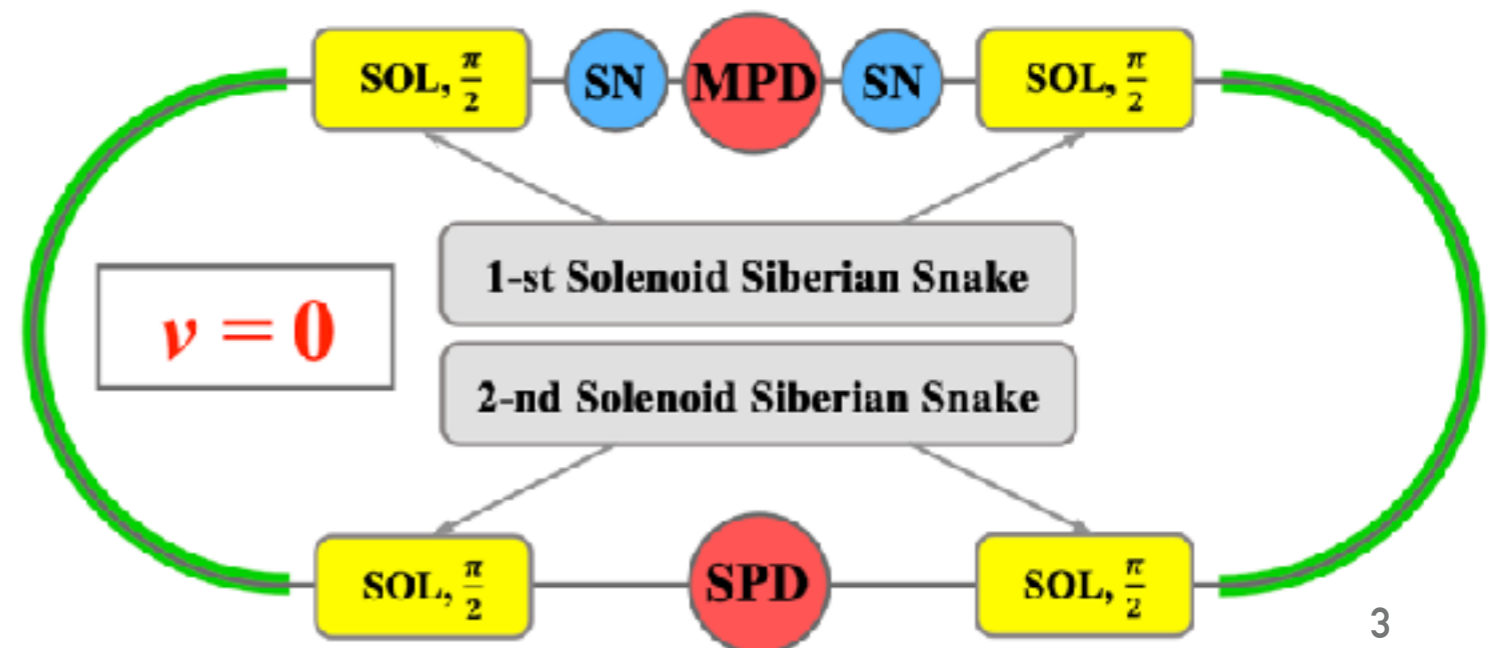 SOL, π/2 SN MPD SN SOL, π/2
1-st Solenoid Siberian Snake
ν = 0
2-nd Solenoid Siberian Snake
SOL, π/2 SPD SOL, π/2
3